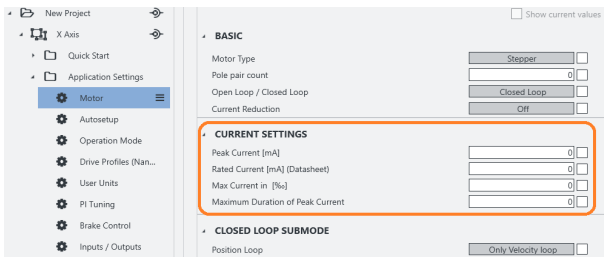 New Project
X Axis
Quick Start
Application Settings
Motor
Autosetup
Operation Mode
Drive Profiles (Nan...
User Units
PI Tuning
Brake Control
Inputs / Outputs
Show current values
BASIC
Motor Type Stepper
Pole pair count 0
Open Loop / Closed Loop Closed Loop
Current Reduction Off
CURRENT SETTINGS
Peak Current [mA] 0
Rated Current [mA] (Datasheet) 0
Max Current in [‰] 0
Maximum Duration of Peak Current 0
CLOSED LOOP SUBMODE
Position Loop Only Velocity loop